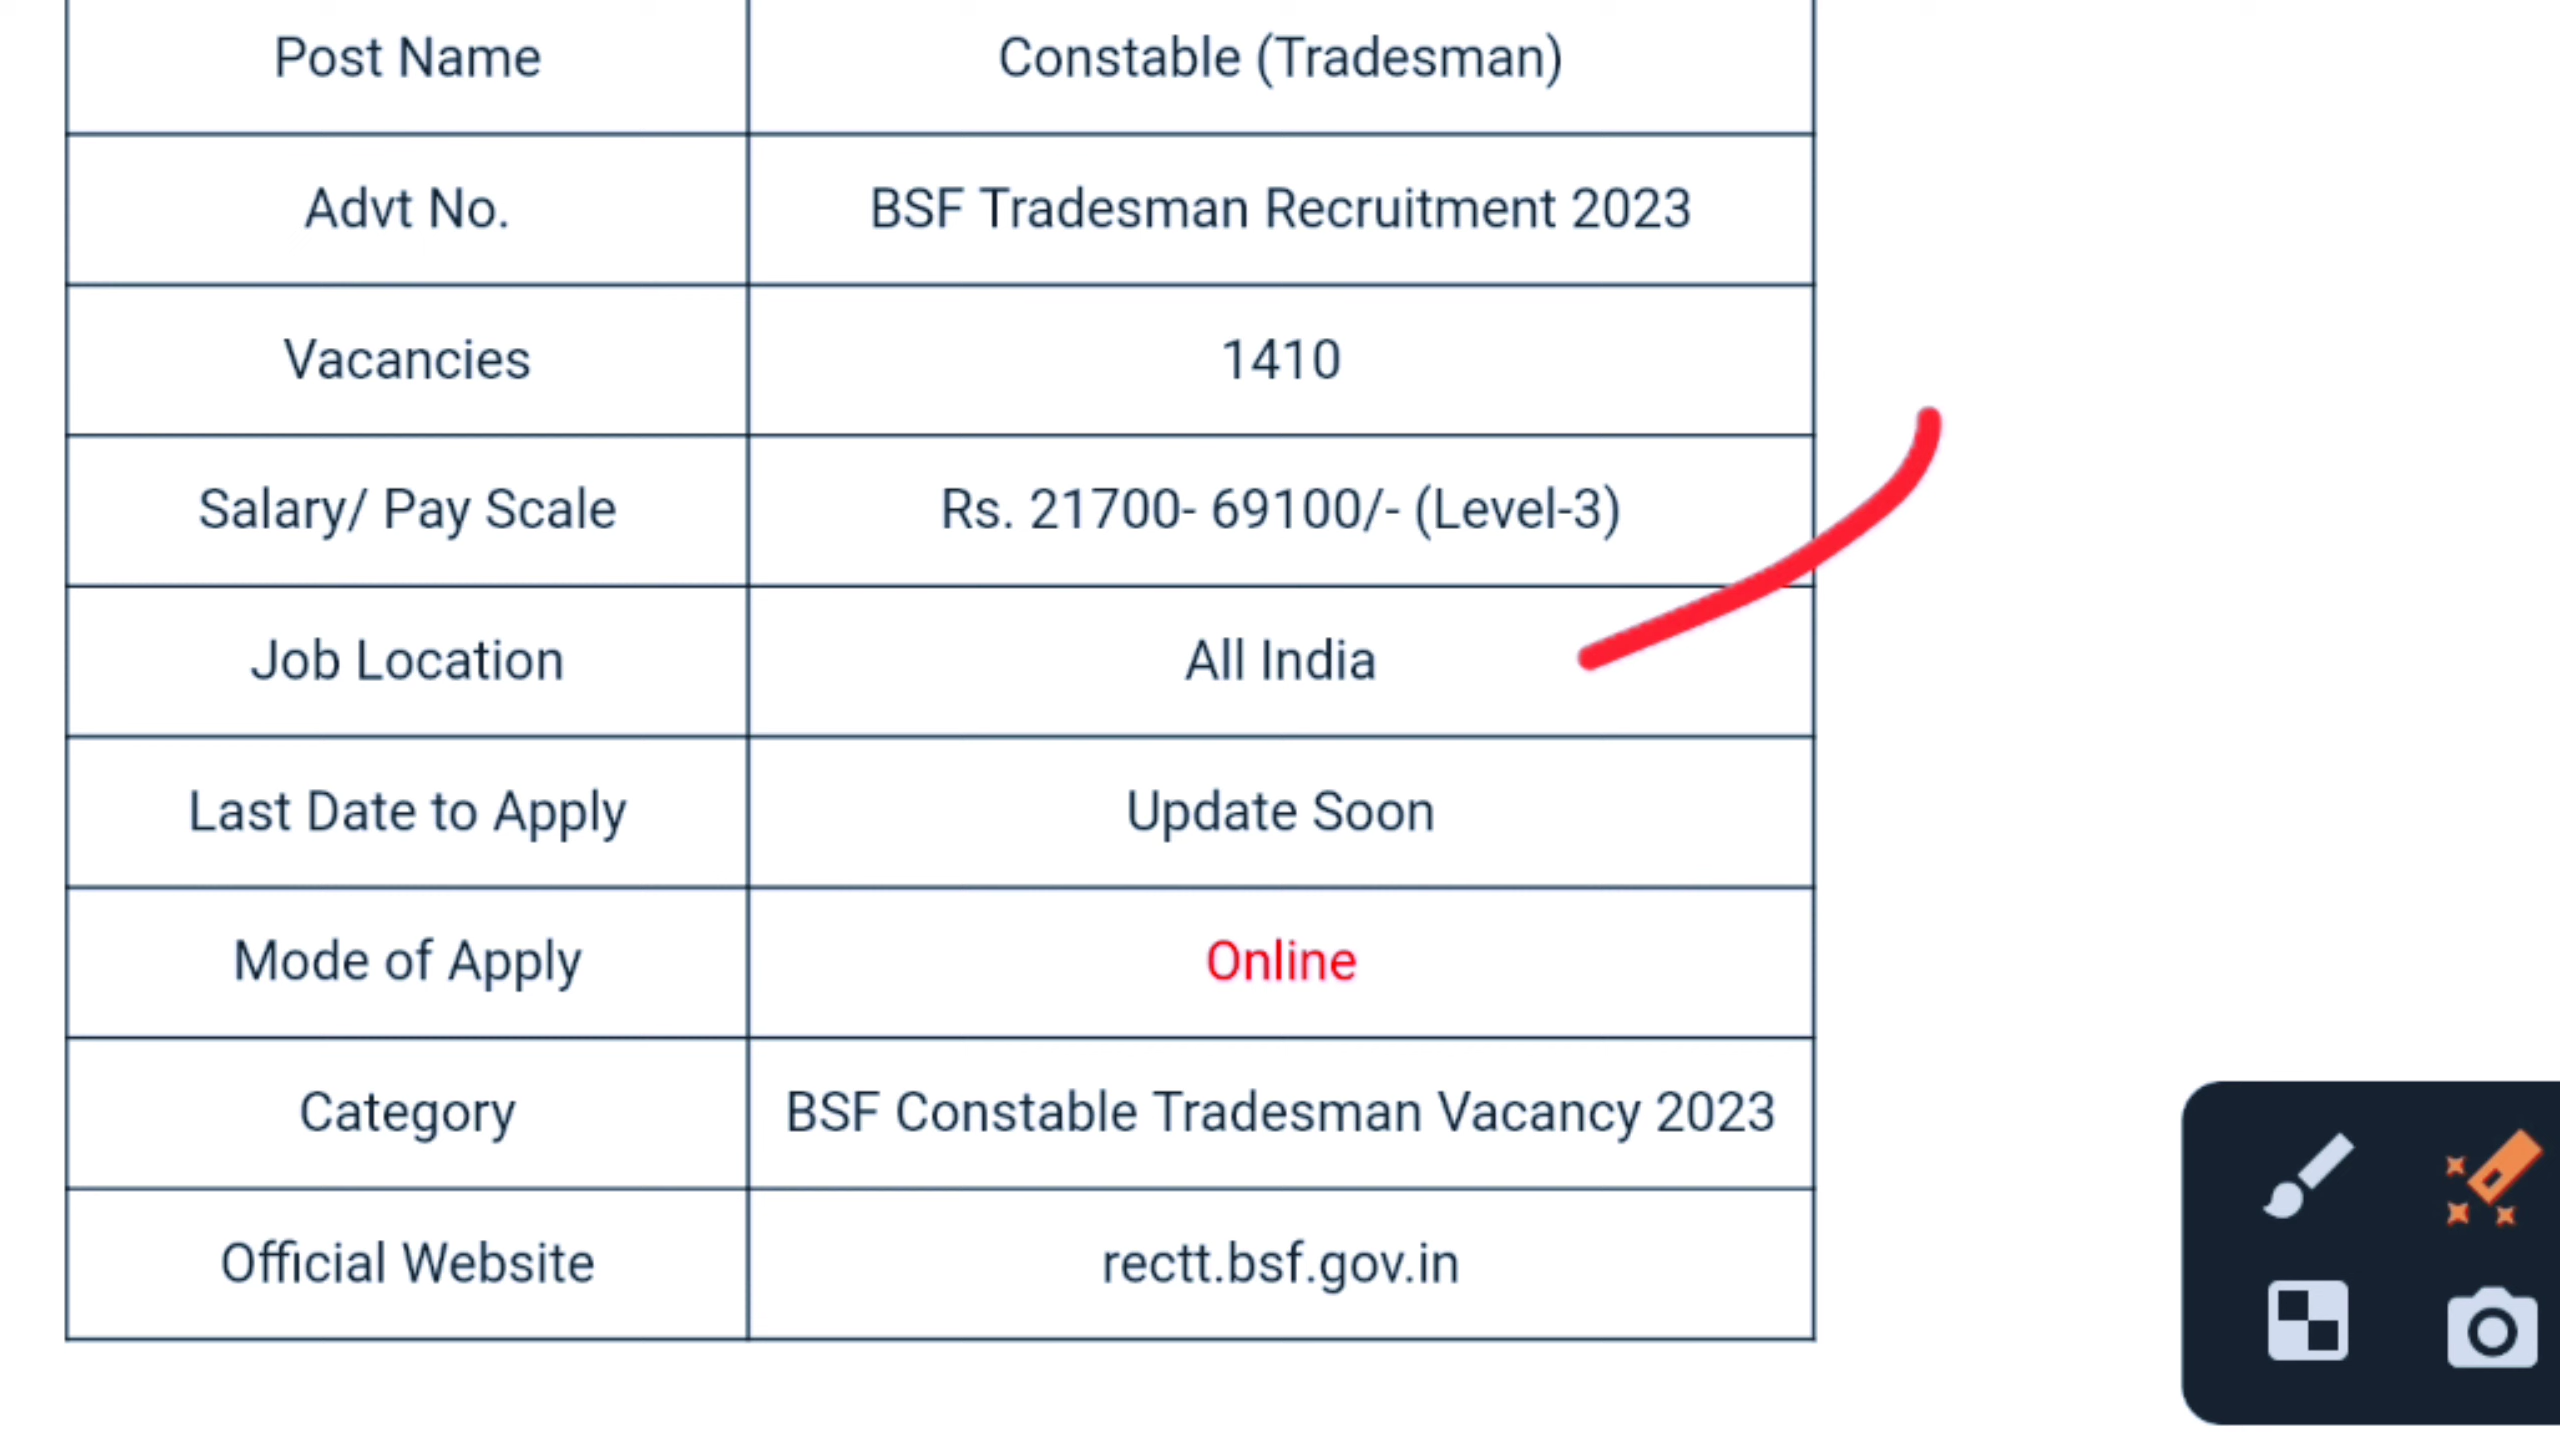 Post Name
Constable (Tradesman)
Advt No.
BSF Tradesman Recruitment 2023
Vacancies
1410
Salary/ Pay Scale
Rs. 21700- 69100/- (Level-3)
Job Location
All India
Last Date to Apply
Update Soon
Mode of Apply
Online
Category
BSF Constable Tradesman Vacancy 2023
Official Website
rectt.bsf.gov.in